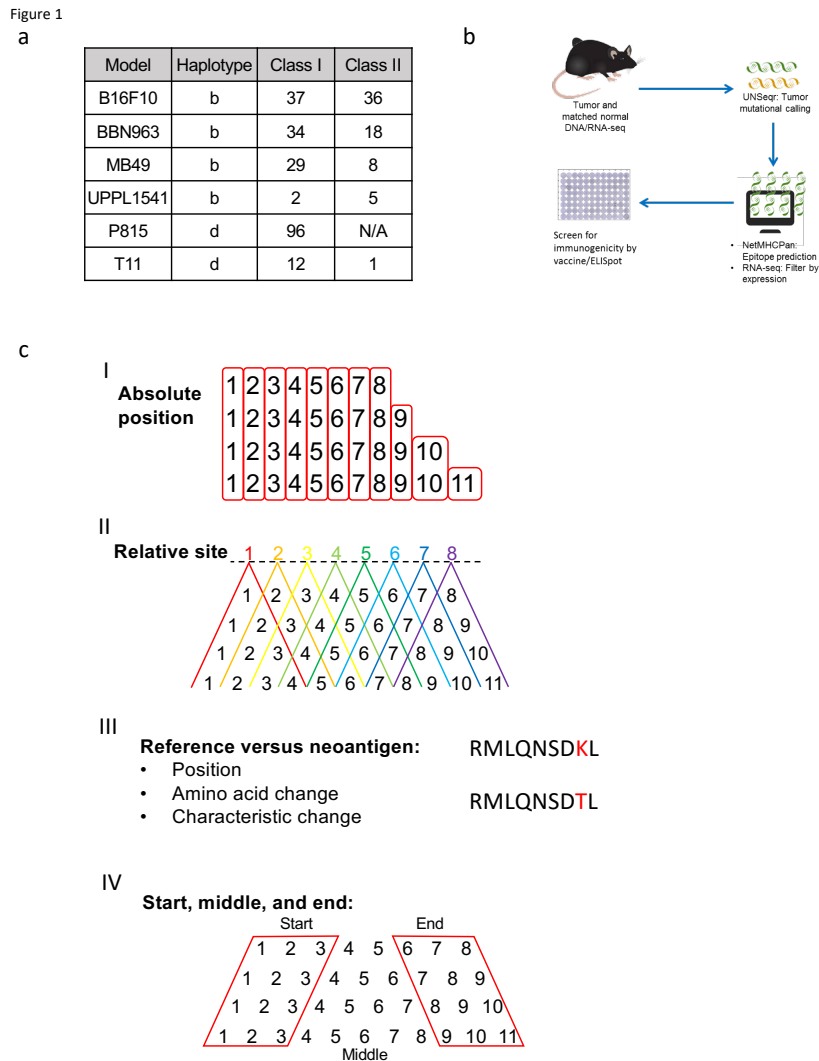 Figure 1
a
Model Haplotype Class I Class II
B16F10 b 37 36
BBN963 b 34 18
MB49 b 29 8
UPPL1541 b 2 5
P815 d 96 N/A
T11 d 12 1
b
Tumor and
matched normal
DNA/RNA-seq
UNSeqr: Tumor
mutational calling
• NetMHCPan:
Epitope prediction
• RNA-seq: Filter by
expression
Screen for
immunogenicity by
vaccine/ELISpot
c
I
Absolute
position
1 2 3 4 5 6 7 8
1 2 3 4 5 6 7 8 9
1 2 3 4 5 6 7 8 9 10
1 2 3 4 5 6 7 8 9 10 11
II
Relative site
1 2 3 4 5 6 7 8
1 2 3 4 5 6 7 8
1 2 3 4 5 6 7 8 9
1 2 3 4 5 6 7 8 9 10
1 2 3 4 5 6 7 8 9 10 11
III
Reference versus neoantigen:
• Position
• Amino acid change
• Characteristic change
RMLQNSDKL
RMLQNSDTL
IV
Start, middle, and end:
Start End
1 2 3 4 5 6 7 8
1 2 3 4 5 6 7 8 9
1 2 3 4 5 6 7 8 9 10
1 2 3 4 5 6 7 8 9 10 11
Middle